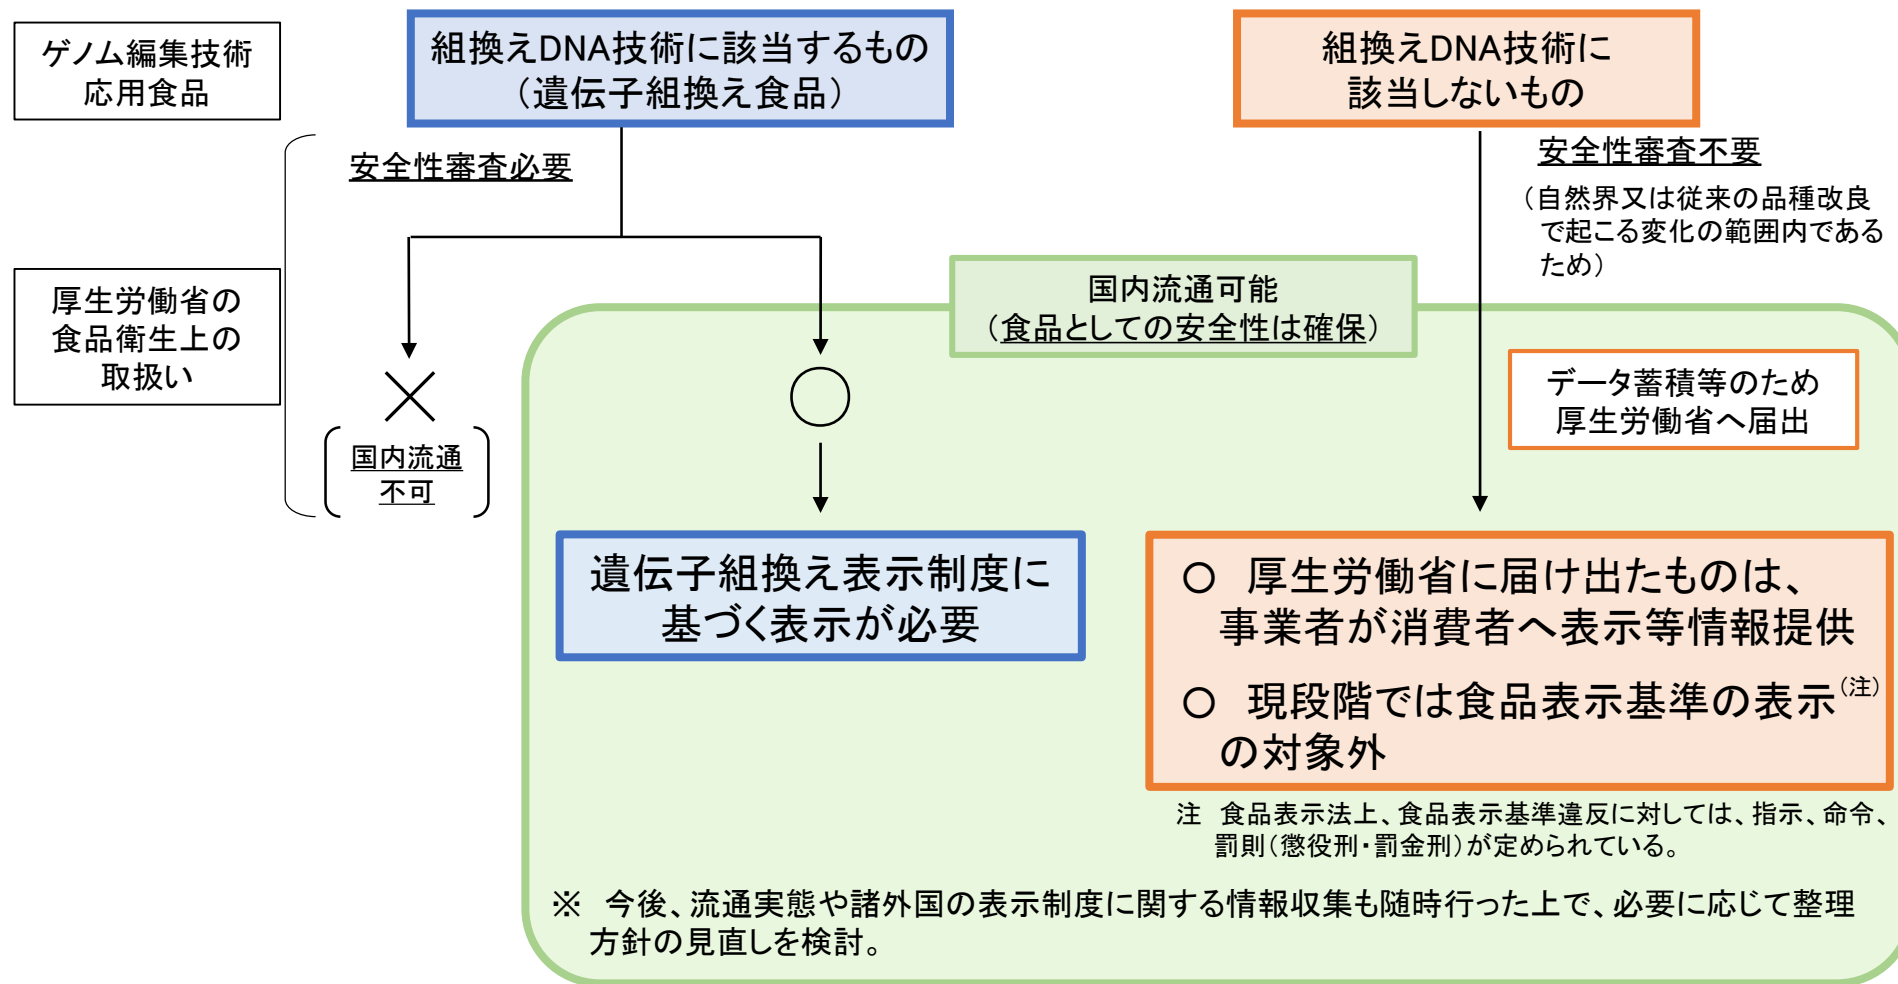 ゲノム編集技術
応用食品
組換えDNA技術に該当するもの
（遺伝子組換え食品）
組換えDNA技術に
該当しないもの
安全性審査必要
安全性審査不要
（自然界又は従来の品種改良
で起こる変化の範囲内である
ため）
厚生労働省の
食品衛生上の
取扱い
国内流通可能
（食品としての安全性は確保）
国内流通
不可
データ蓄積等のため
厚生労働省へ届出
遺伝子組換え表示制度に
基づく表示が必要
○　厚生労働省に届け出たものは、
事業者が消費者へ表示等情報提供
○　現段階では食品表示基準の表示（注）
の対象外
注　食品表示法上、食品表示基準違反に対しては、指示、命令、
罰則（懲役刑・罰金刑）が定められている。
※　今後、流通実態や諸外国の表示制度に関する情報収集も随時行った上で、必要に応じて整理
方針の見直しを検討。